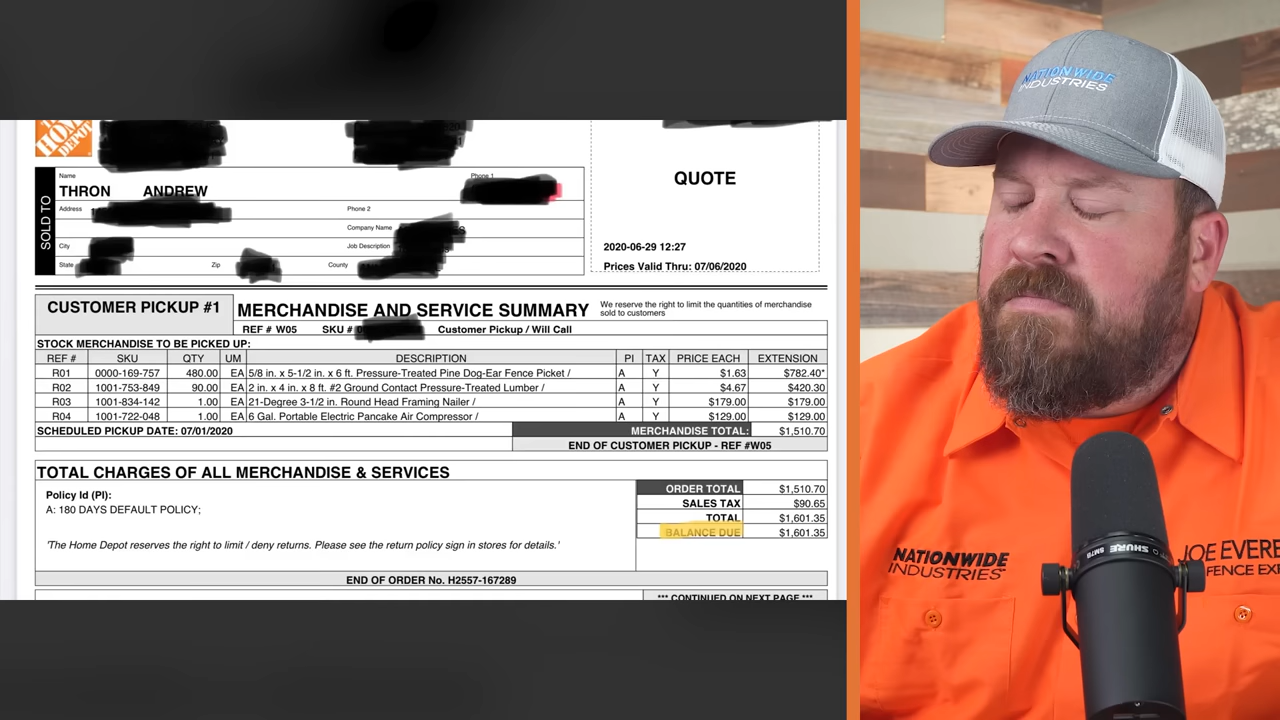 THE HOME DEPOT
Name
THRON ANDREW
Phone 1
SOLD TO
Address
Phone 2
Company Name
City
Job Description
State
Zip
County
QUOTE
2020-06-29 12:27
Prices Valid Thru: 07/06/2020
CUSTOMER PICKUP #1
MERCHANDISE AND SERVICE SUMMARY
We reserve the right to limit the quantities of merchandise
sold to customers
REF # W05 SKU # Customer Pickup / Will Call
STOCK MERCHANDISE TO BE PICKED UP:
REF # SKU QTY UM DESCRIPTION PI TAX PRICE EACH EXTENSION
R01 0000-169-757 480.00 EA 5/8 in. x 5-1/2 in. x 6 ft. Pressure-Treated Pine Dog-Ear Fence Picket / A Y $1.63 $782.40*
R02 1001-753-849 90.00 EA 2 in. x 4 in. x 8 ft. #2 Ground Contact Pressure-Treated Lumber / A Y $4.67 $420.30
R03 1001-834-142 1.00 EA 21-Degree 3-1/2 in. Round Head Framing Nailer / A Y $179.00 $179.00
R04 1001-722-048 1.00 EA 6 Gal. Portable Electric Pancake Air Compressor / A Y $129.00 $129.00
SCHEDULED PICKUP DATE: 07/01/2020 MERCHANDISE TOTAL: $1,510.70
END OF CUSTOMER PICKUP - REF #W05
TOTAL CHARGES OF ALL MERCHANDISE & SERVICES
Policy Id (PI):
A: 180 DAYS DEFAULT POLICY;
'The Home Depot reserves the right to limit / deny returns. Please see the return policy sign in stores for details.'
ORDER TOTAL $1,510.70
SALES TAX $90.65
TOTAL $1,601.35
BALANCE DUE $1,601.35
END OF ORDER No. H2557-167289
*** CONTINUED ON NEXT PAGE ***
NATIONWIDE
INDUSTRIES
NATIONWIDE
INDUSTRIES
SHURE SM7B
JOE EVERE
FENCE EXP